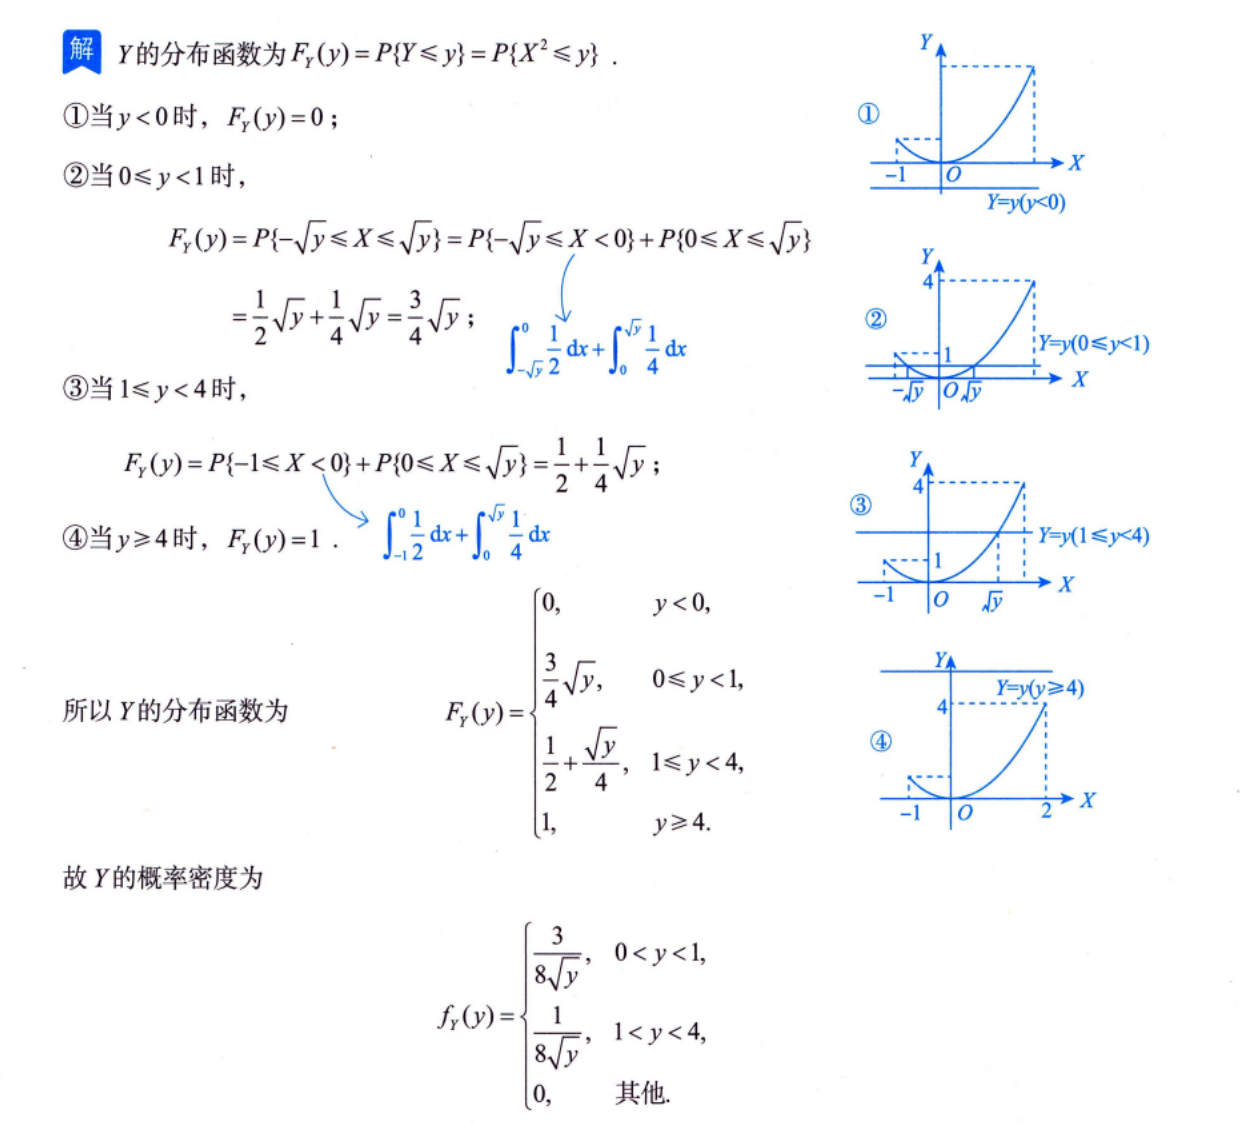 解 Y的分布函数为F_Y(y)=P{Y≤y}=P{X²≤y}.
①当y<0时，F_Y(y)=0；
②当0≤y<1时，
F_Y(y)=P{-√y≤X≤√y}=P{-√y≤X<0}+P{0≤X≤√y}
=1/2√y+1/4√y=3/4√y；
∫_{-√y}^0 1/2 dx+∫_0^{√y} 1/4 dx
③当1≤y<4时，
F_Y(y)=P{-1≤X<0}+P{0≤X≤√y}=1/2+1/4√y；
④当y≥4时，F_Y(y)=1.
∫_{-1}^0 1/2 dx+∫_0^{√y} 1/4 dx
所以Y的分布函数为 F_Y(y)=
0, y<0,
3/4√y, 0≤y<1,
1/2+√y/4, 1≤y<4,
1, y≥4.
故Y的概率密度为
f_Y(y)=
3/(8√y), 0<y<1,
1/(8√y), 1<y<4,
0, 其他.
Y
①
X
-1 O
Y=y(y<0)
Y
4
②
Y=y(0≤y<1)
1
X
-√y O √y
Y
4
③
Y=y(1≤y<4)
1
X
-1 O √y
Y
Y=y(y≥4)
4
④
X
-1 O 2